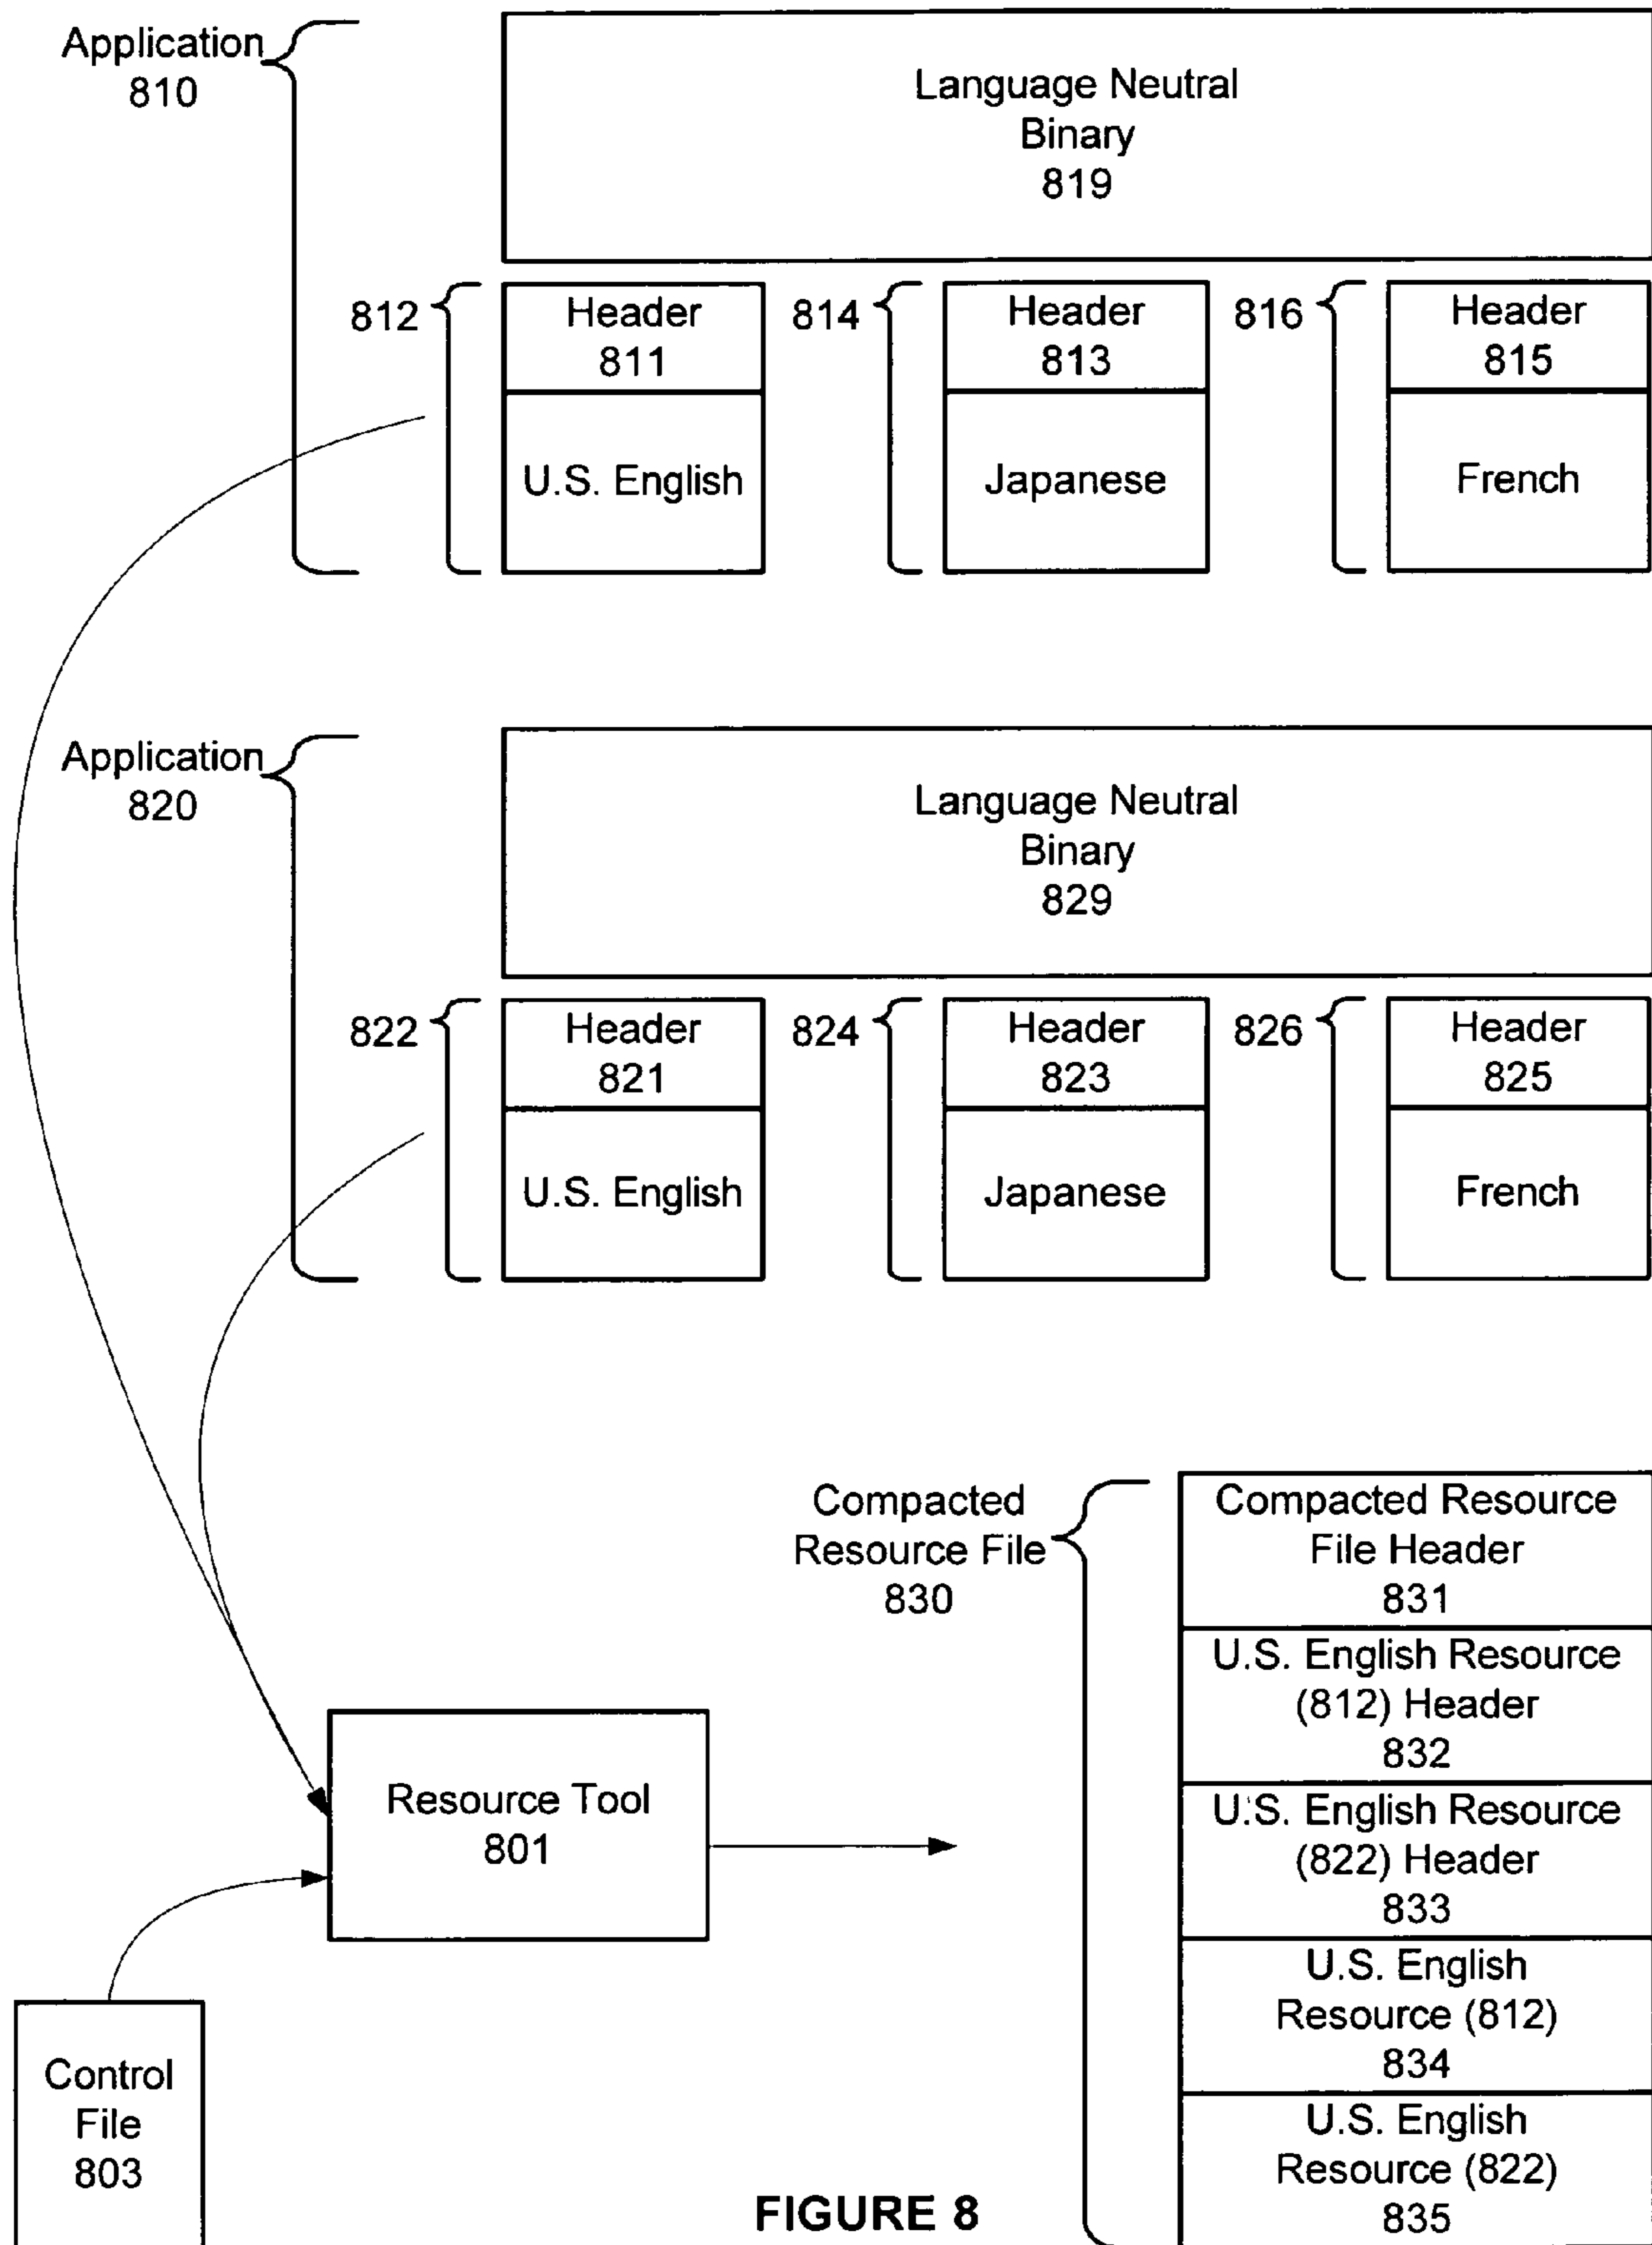 Application
810
Language Neutral
Binary
819
812
Header
811
U.S. English
814
Header
813
Japanese
816
Header
815
French
Application
820
Language Neutral
Binary
829
822
Header
821
U.S. English
824
Header
823
Japanese
826
Header
825
French
Compacted
Resource File
830
Compacted Resource
File Header
831
U.S. English Resource
(812) Header
832
U.S. English Resource
(822) Header
833
U.S. English
Resource (812)
834
U.S. English
Resource (822)
835
Resource Tool
801
Control
File
803
FIGURE 8